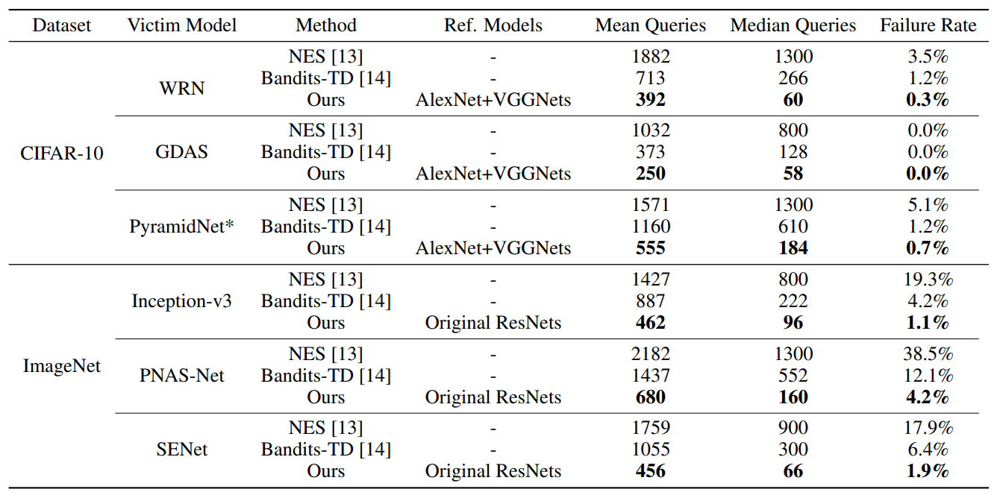 Dataset Victim Model Method Ref. Models Mean Queries Median Queries Failure Rate
NES [13] - 1882 1300 3.5%
WRN Bandits-TD [14] - 713 266 1.2%
Ours AlexNet+VGGNets 392 60 0.3%
NES [13] - 1032 800 0.0%
CIFAR-10 GDAS Bandits-TD [14] - 373 128 0.0%
Ours AlexNet+VGGNets 250 58 0.0%
NES [13] - 1571 1300 5.1%
PyramidNet* Bandits-TD [14] - 1160 610 1.2%
Ours AlexNet+VGGNets 555 184 0.7%
NES [13] - 1427 800 19.3%
Inception-v3 Bandits-TD [14] - 887 222 4.2%
Ours Original ResNets 462 96 1.1%
NES [13] - 2182 1300 38.5%
ImageNet PNAS-Net Bandits-TD [14] - 1437 552 12.1%
Ours Original ResNets 680 160 4.2%
NES [13] - 1759 900 17.9%
SENet Bandits-TD [14] - 1055 300 6.4%
Ours Original ResNets 456 66 1.9%